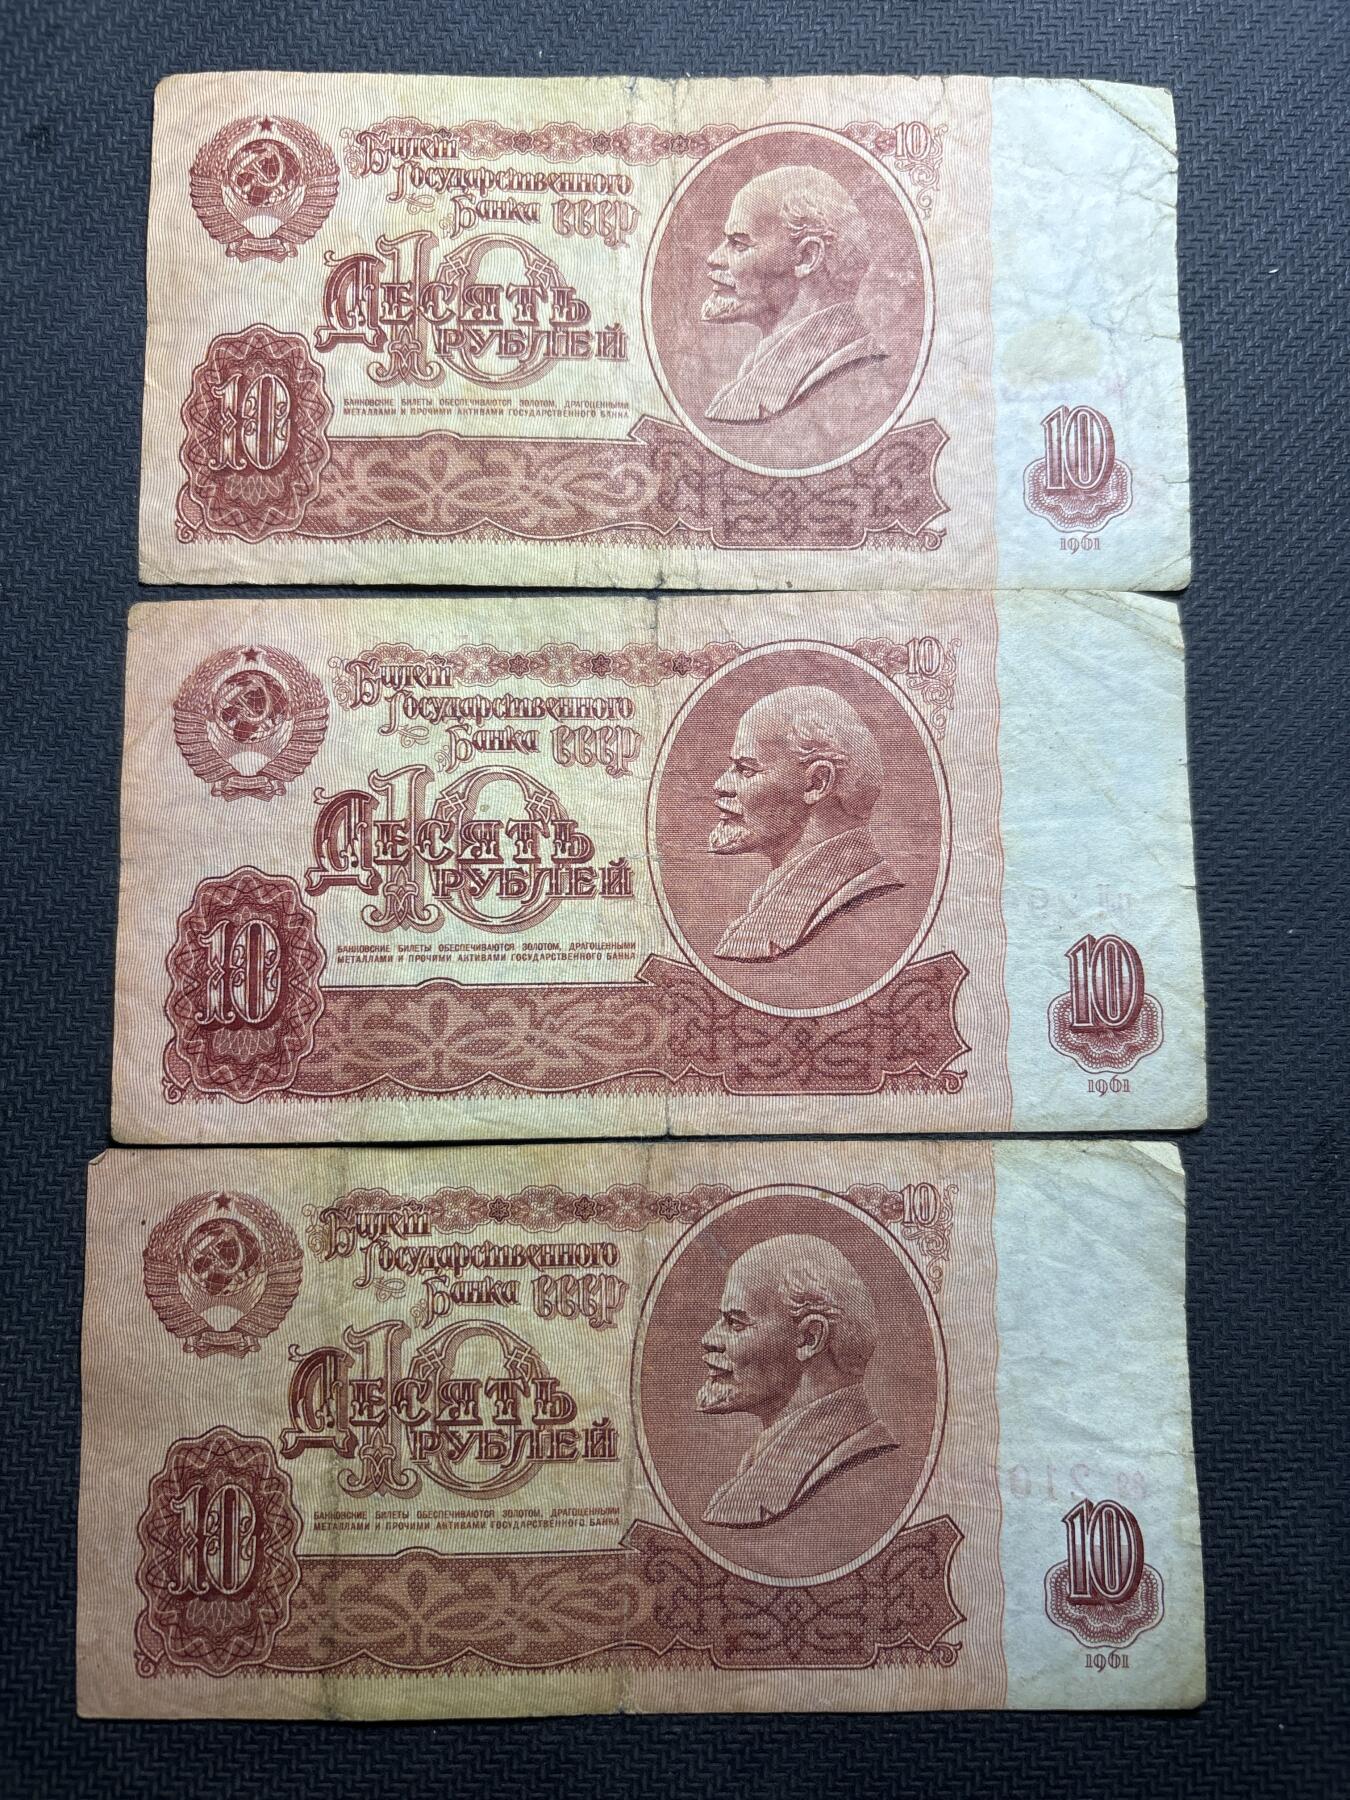 Билет
Государственного
Банка СССР
10
10
Десять
рублей
10
БАНКОВСКИЕ БИЛЕТЫ ОБЕСПЕЧИВАЮТСЯ ЗОЛОТОМ, ДРАГОЦЕННЫМИ
МЕТАЛЛАМИ И ПРОЧИМИ АКТИВАМИ ГОСУДАРСТВЕННОГО БАНКА
10
1961
Билет
Государственного
Банка СССР
10
10
Десять
рублей
10
БАНКОВСКИЕ БИЛЕТЫ ОБЕСПЕЧИВАЮТСЯ ЗОЛОТОМ, ДРАГОЦЕННЫМИ
МЕТАЛЛАМИ И ПРОЧИМИ АКТИВАМИ ГОСУДАРСТВЕННОГО БАНКА
10
1961
Билет
Государственного
Банка СССР
10
10
Десять
рублей
10
БАНКОВСКИЕ БИЛЕТЫ ОБЕСПЕЧИВАЮТСЯ ЗОЛОТОМ, ДРАГОЦЕННЫМИ
МЕТАЛЛАМИ И ПРОЧИМИ АКТИВАМИ ГОСУДАРСТВЕННОГО БАНКА
10
1961